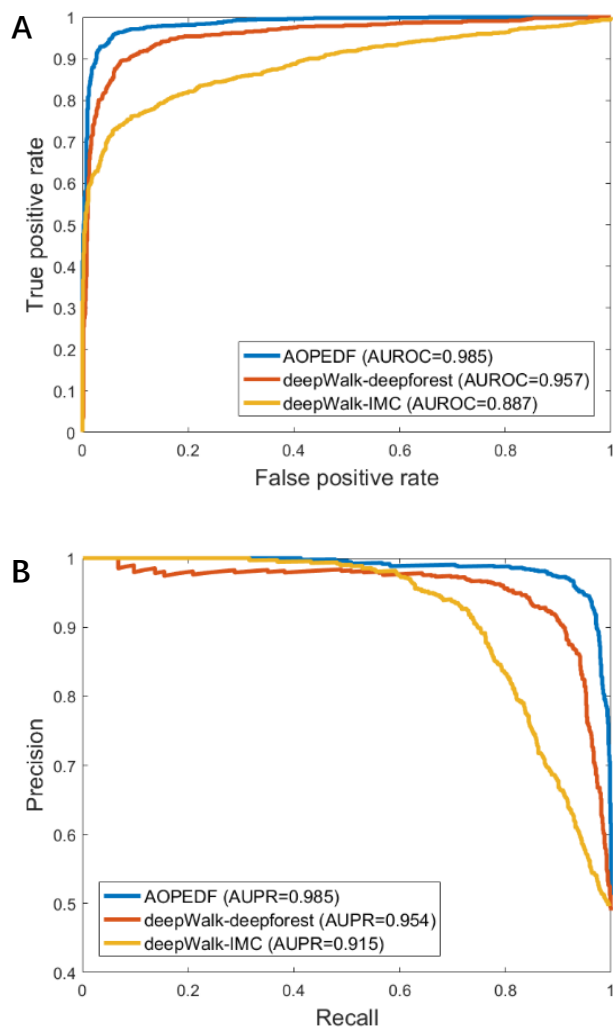 A
1
0.9
0.8
0.7
0.6
0.5
0.4
0.3
0.2
0.1
0
True positive rate
AOPEDF (AUROC=0.985)
deepWalk-deepforest (AUROC=0.957)
deepWalk-IMC (AUROC=0.887)
0 0.2 0.4 0.6 0.8 1
False positive rate
B
1
0.9
0.8
0.7
0.6
0.5
0.4
Precision
AOPEDF (AUPR=0.985)
deepWalk-deepforest (AUPR=0.954)
deepWalk-IMC (AUPR=0.915)
0 0.2 0.4 0.6 0.8 1
Recall